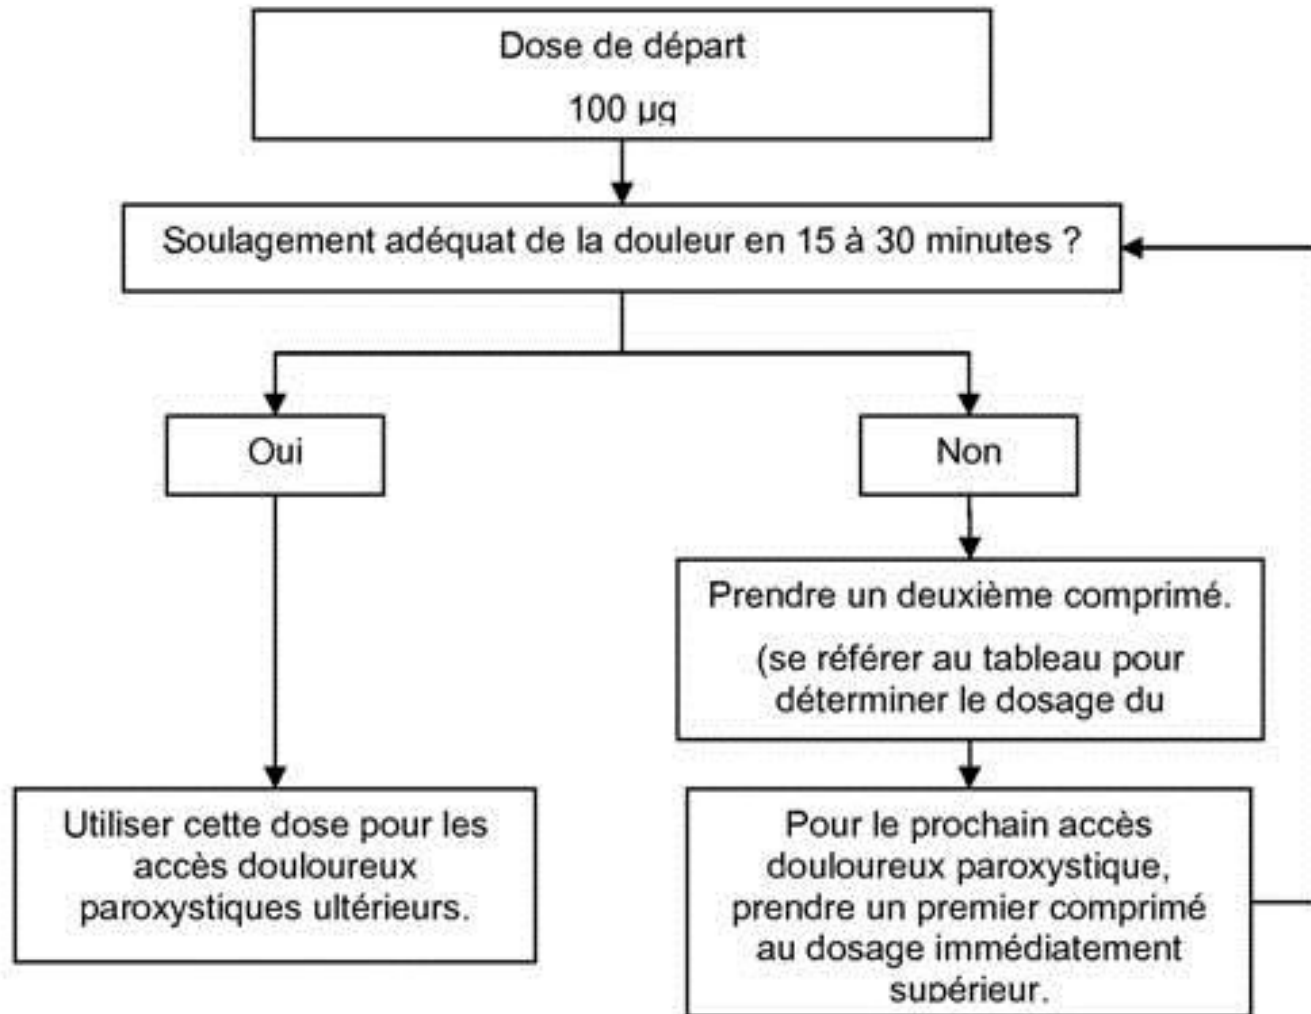 Dose de départ
100 µg
Soulagement adéquat de la douleur en 15 à 30 minutes ?
Oui
Non
Prendre un deuxième comprimé.
(se référer au tableau pour
déterminer le dosage du
Utiliser cette dose pour les
accès douloureux
paroxystiques ultérieurs.
Pour le prochain accès
douloureux paroxystique,
prendre un premier comprimé
au dosage immédiatement
supérieur.